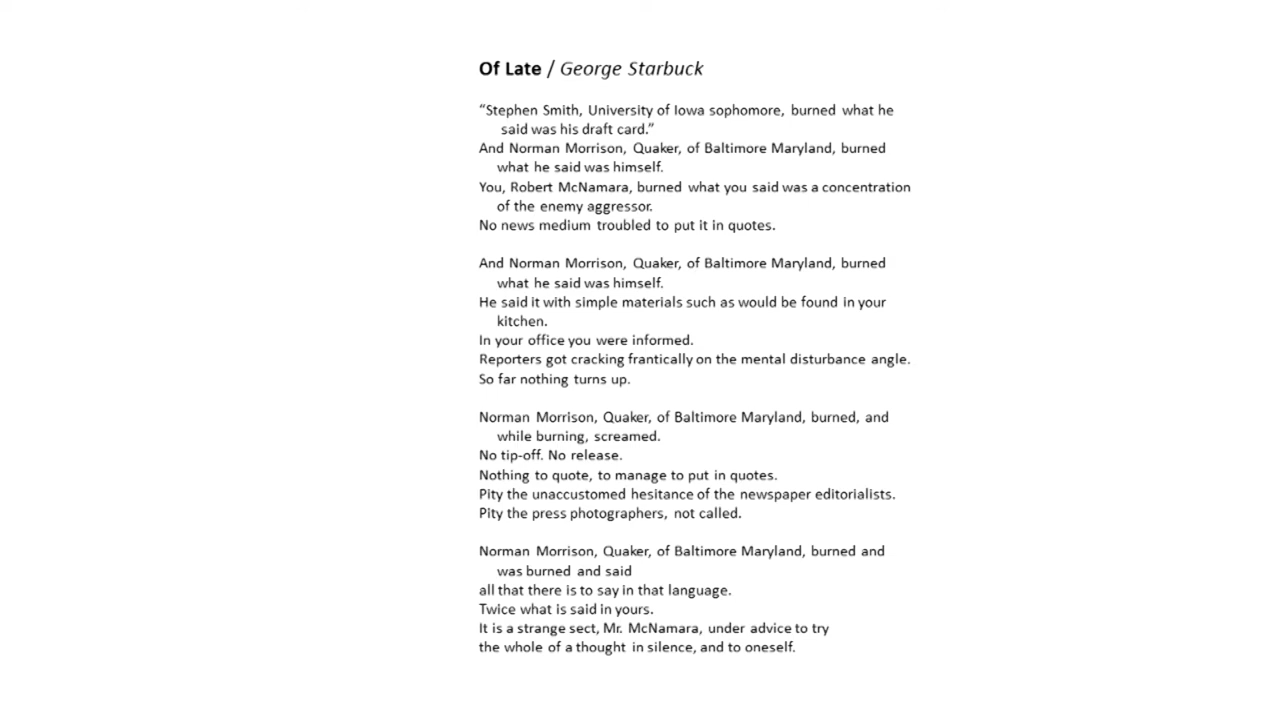 Of Late / George Starbuck
“Stephen Smith, University of Iowa sophomore, burned what he
said was his draft card.”
And Norman Morrison, Quaker, of Baltimore Maryland, burned
what he said was himself.
You, Robert McNamara, burned what you said was a concentration
of the enemy aggressor.
No news medium troubled to put it in quotes.
And Norman Morrison, Quaker, of Baltimore Maryland, burned
what he said was himself.
He said it with simple materials such as would be found in your
kitchen.
In your office you were informed.
Reporters got cracking frantically on the mental disturbance angle.
So far nothing turns up.
Norman Morrison, Quaker, of Baltimore Maryland, burned, and
while burning, screamed.
No tip-off. No release.
Nothing to quote, to manage to put in quotes.
Pity the unaccustomed hesitance of the newspaper editorialists.
Pity the press photographers, not called.
Norman Morrison, Quaker, of Baltimore Maryland, burned and
was burned and said
all that there is to say in that language.
Twice what is said in yours.
It is a strange sect, Mr. McNamara, under advice to try
the whole of a thought in silence, and to oneself.